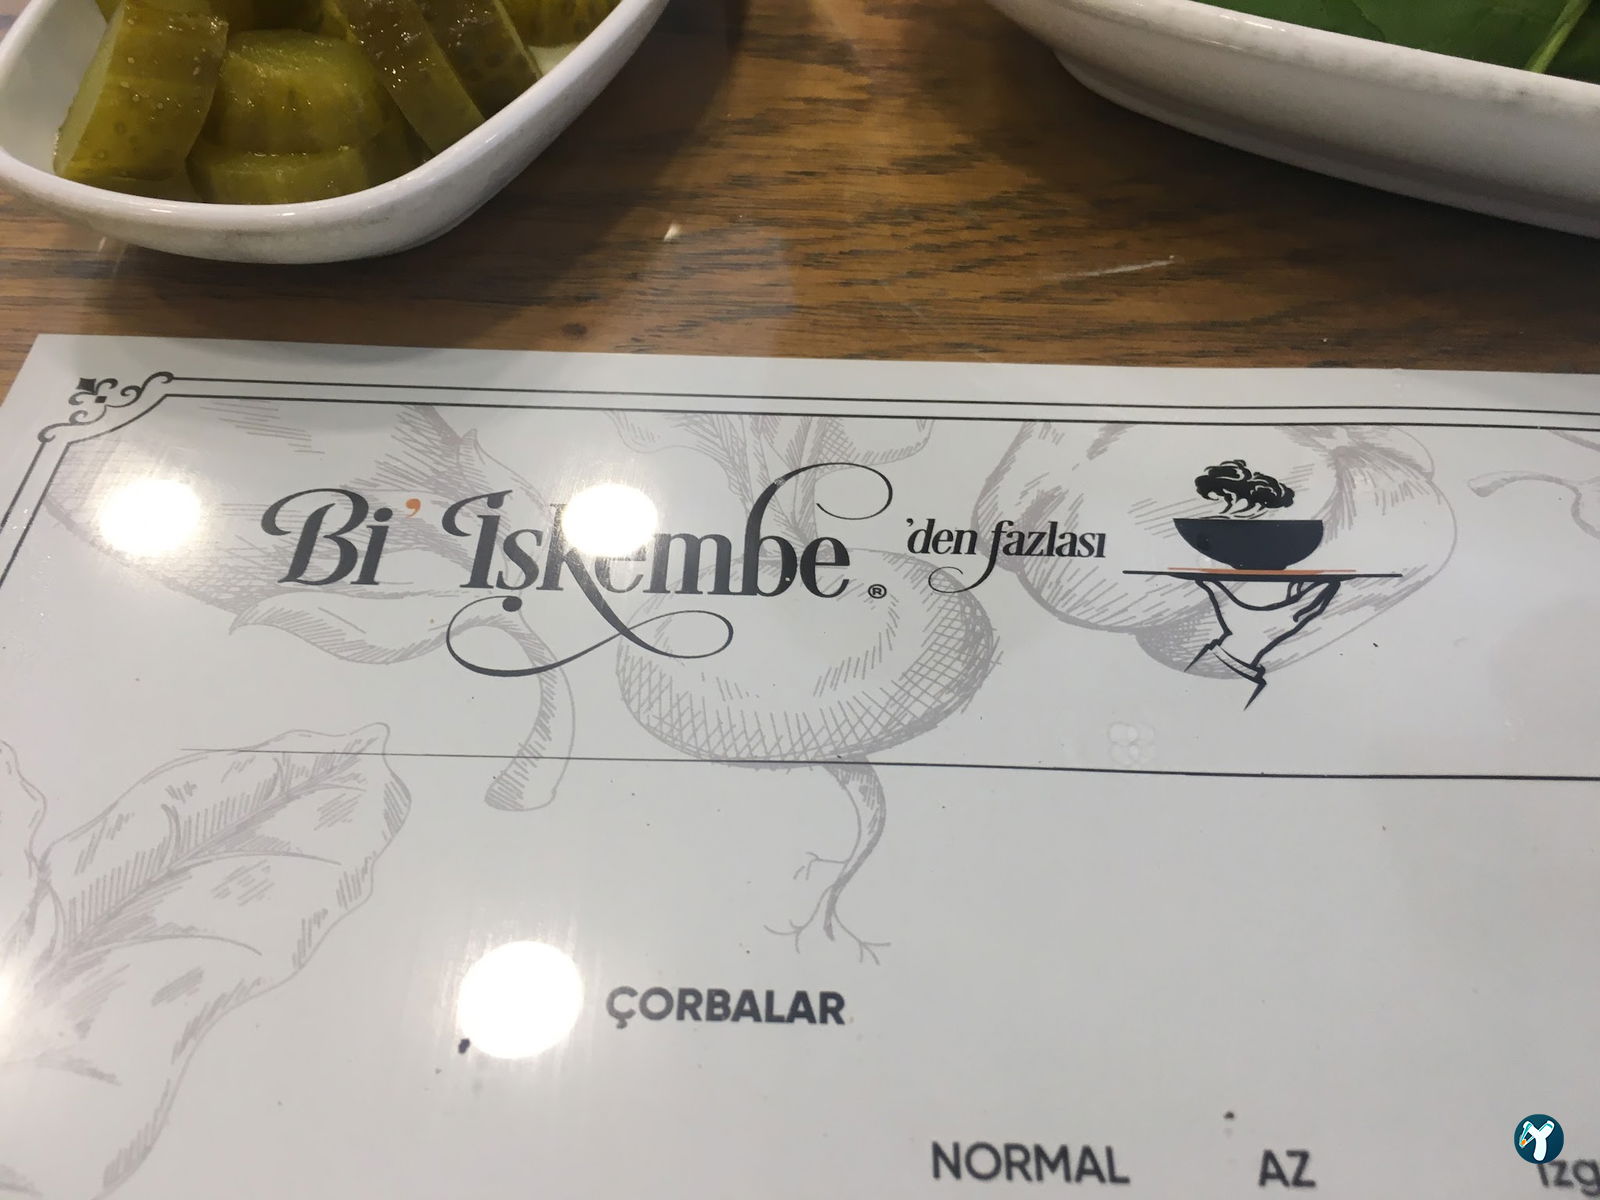 Bi' İşkembe ® 'den fazlası
ÇORBALAR
NORMAL AZ